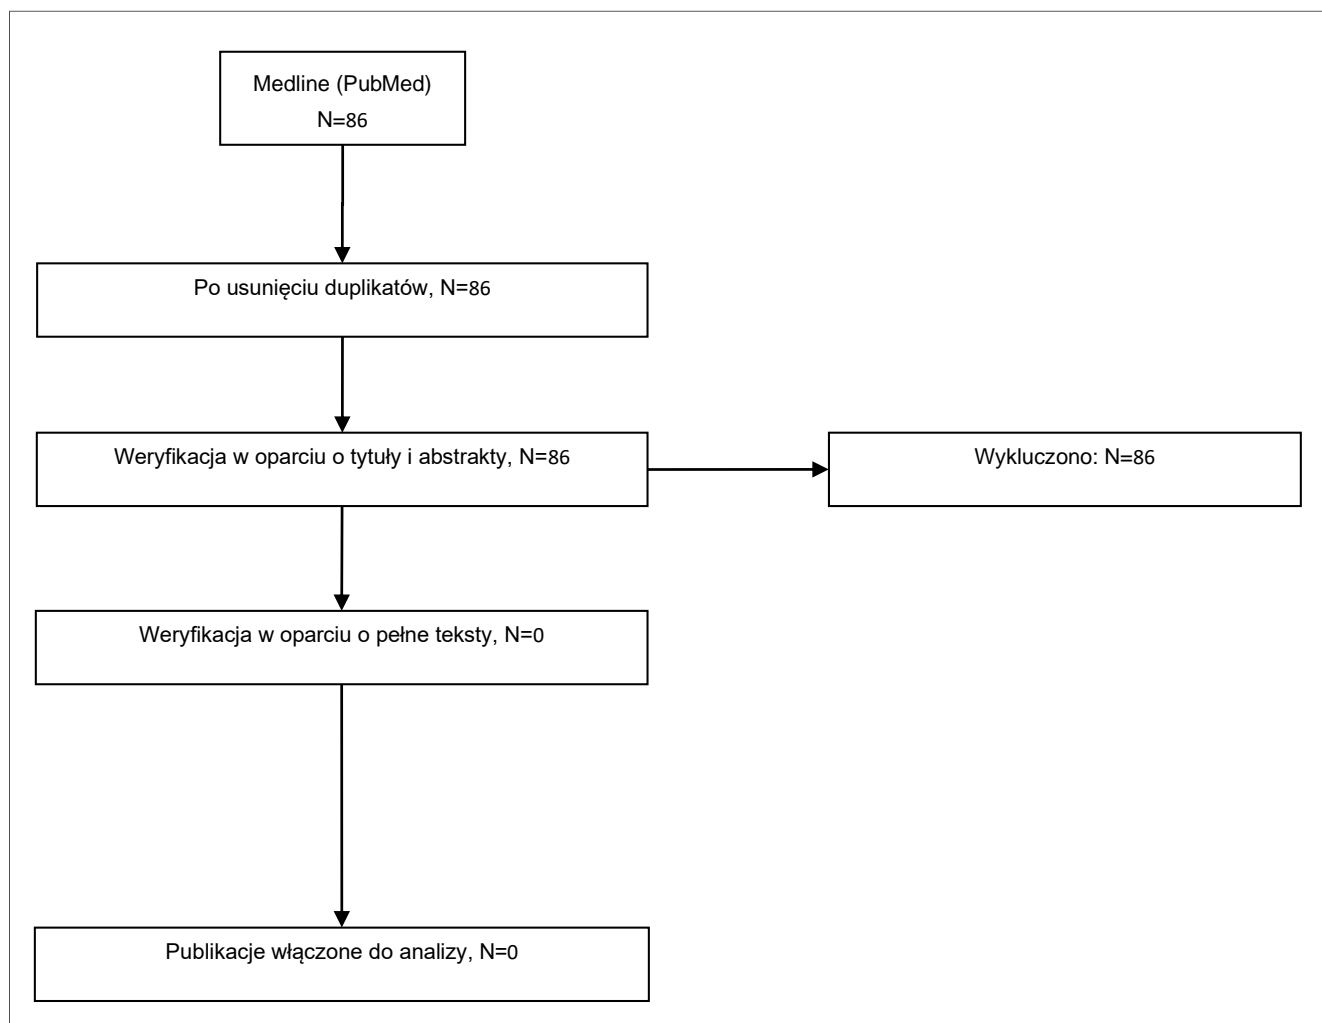 Medline (PubMed)
N=86
Po usunięciu duplikatów, N=86
Weryfikacja w oparciu o tytuły i abstrakty, N=86
Wykluczono: N=86
Weryfikacja w oparciu o pełne teksty, N=0
Publikacje włączone do analizy, N=0